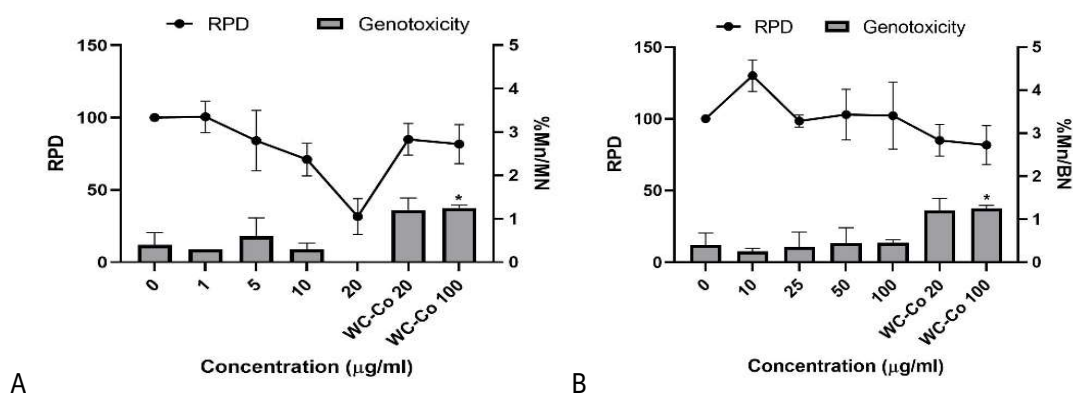 RPD Genotoxicity
150
100
50
0
RPD
5
4
3
2
1
0
%Mn/MN
0 1 5 10 20 WC-Co 20 WC-Co 100
*
Concentration (µg/ml)
A
RPD Genotoxicity
150
100
50
0
RPD
5
4
3
2
1
0
%Mn/BN
0 10 25 50 100 WC-Co 20 WC-Co 100
*
Concentration (µg/ml)
B